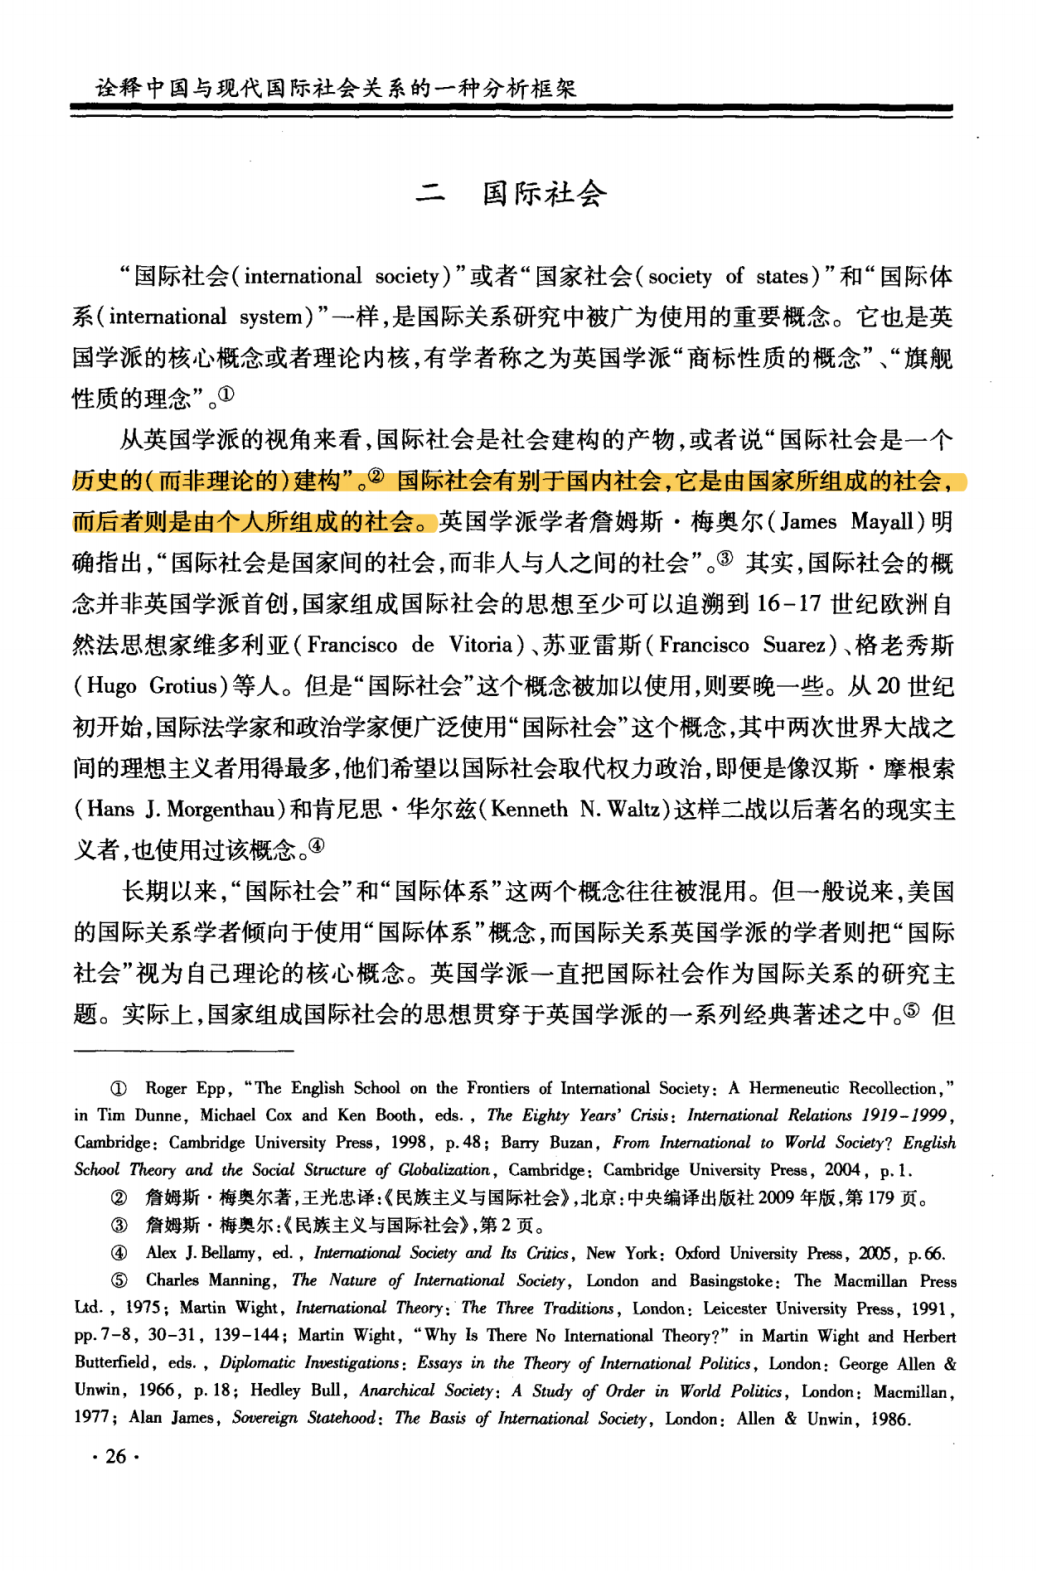 诠释中国与现代国际社会关系的一种分析框架
二 国际社会
“国际社会(international society)”或者“国家社会(society of states)”和“国际体
系(international system)”一样,是国际关系研究中被广为使用的重要概念。它也是英
国学派的核心概念或者理论内核,有学者称之为英国学派“商标性质的概念”、“旗舰
性质的理念”。①
从英国学派的视角来看,国际社会是社会建构的产物,或者说“国际社会是一个
历史的(而非理论的)建构”。② 国际社会有别于国内社会,它是由国家所组成的社会,
而后者则是由个人所组成的社会。英国学派学者詹姆斯·梅奥尔(James Mayall)明
确指出,“国际社会是国家间的社会,而非人与人之间的社会”。③ 其实,国际社会的概
念并非英国学派首创,国家组成国际社会的思想至少可以追溯到 16-17 世纪欧洲自
然法思想家维多利亚(Francisco de Vitoria)、苏亚雷斯(Francisco Suarez)、格老秀斯
(Hugo Grotius)等人。但是“国际社会”这个概念被加以使用,则要晚一些。从 20 世纪
初开始,国际法学家和政治学家便广泛使用“国际社会”这个概念,其中两次世界大战之
间的理想主义者用得最多,他们希望以国际社会取代权力政治,即便是像汉斯·摩根索
(Hans J. Morgenthau)和肯尼思·华尔兹(Kenneth N. Waltz)这样二战以后著名的现实主
义者,也使用过该概念。④
长期以来,“国际社会”和“国际体系”这两个概念往往被混用。但一般说来,美国
的国际关系学者倾向于使用“国际体系”概念,而国际关系英国学派的学者则把“国际
社会”视为自己理论的核心概念。英国学派一直把国际社会作为国际关系的研究主
题。实际上,国家组成国际社会的思想贯穿于英国学派的一系列经典著述之中。⑤ 但
① Roger Epp, “The English School on the Frontiers of International Society: A Hermeneutic Recollection,”
in Tim Dunne, Michael Cox and Ken Booth, eds. , The Eighty Years’ Crisis: International Relations 1919-1999,
Cambridge: Cambridge University Press, 1998, p.48; Barry Buzan, From International to World Society? English
School Theory and the Social Structure of Globalization, Cambridge: Cambridge University Press, 2004, p.1.
② 詹姆斯·梅奥尔著,王光忠译:《民族主义与国际社会》,北京:中央编译出版社 2009 年版,第 179 页。
③ 詹姆斯·梅奥尔:《民族主义与国际社会》,第 2 页。
④ Alex J. Bellamy, ed. , International Society and Its Critics, New York: Oxford University Press, 2005, p.66.
⑤ Charles Manning, The Nature of International Society, London and Basingstoke: The Macmillan Press
Ltd. , 1975; Martin Wight, International Theory: The Three Traditions, London: Leicester University Press, 1991,
pp.7-8, 30-31, 139-144; Martin Wight, “Why Is There No International Theory?” in Martin Wight and Herbert
Butterfield, eds. , Diplomatic Investigations: Essays in the Theory of International Politics, London: George Allen &
Unwin, 1966, p.18; Hedley Bull, Anarchical Society: A Study of Order in World Politics, London: Macmillan,
1977; Alan James, Sovereign Statehood: The Basis of International Society, London: Allen & Unwin, 1986.
·26·